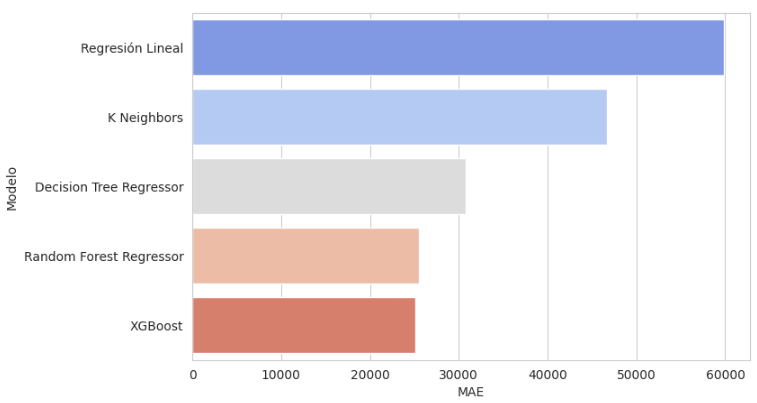 Modelo
Regresión Lineal
K Neighbors
Decision Tree Regressor
Random Forest Regressor
XGBoost
0 10000 20000 30000 40000 50000 60000
MAE